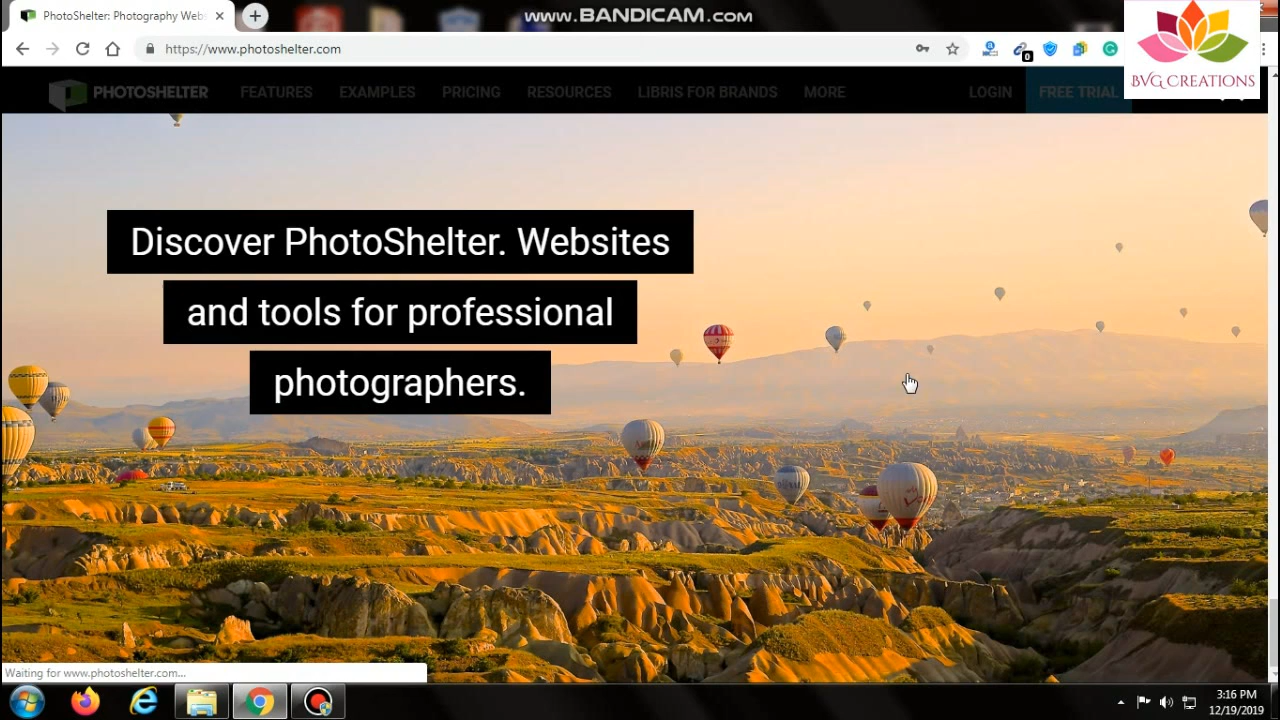 PhotoShelter: Photography Webs
www.BANDICAM.com
https://www.photoshelter.com
0
BVG CREATIONS
PHOTOSHELTER
FEATURES
EXAMPLES
PRICING
RESOURCES
LIBRIS FOR BRANDS
MORE
LOGIN
FREE TRIAL
Discover PhotoShelter. Websites
and tools for professional
photographers.
Waiting for www.photoshelter.com...
3:16 PM
12/19/2019